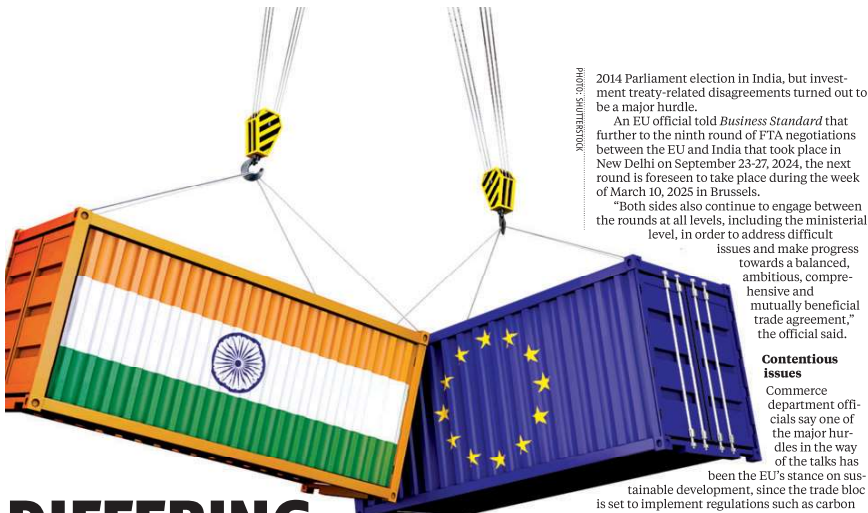 PHOTO: SHUTTERSTOCK
2014 Parliament election in India, but invest-
ment treaty-related disagreements turned out to
be a major hurdle.
An EU official told Business Standard that
further to the ninth round of FTA negotiations
between the EU and India that took place in
New Delhi on September 23-27, 2024, the next
round is foreseen to take place during the week
of March 10, 2025 in Brussels.
“Both sides also continue to engage between
the rounds at all levels, including the ministerial
level, in order to address difficult
issues and make progress
towards a balanced,
ambitious, compre-
hensive and
mutually beneficial
trade agreement,”
the official said.
Contentious
issues
Commerce
department offi-
cials say one of
the major hur-
dles in the way
of the talks has
been the EU’s stance on sus-
tainable development, since the trade bloc
is set to implement regulations such as carbon
DIFFERING